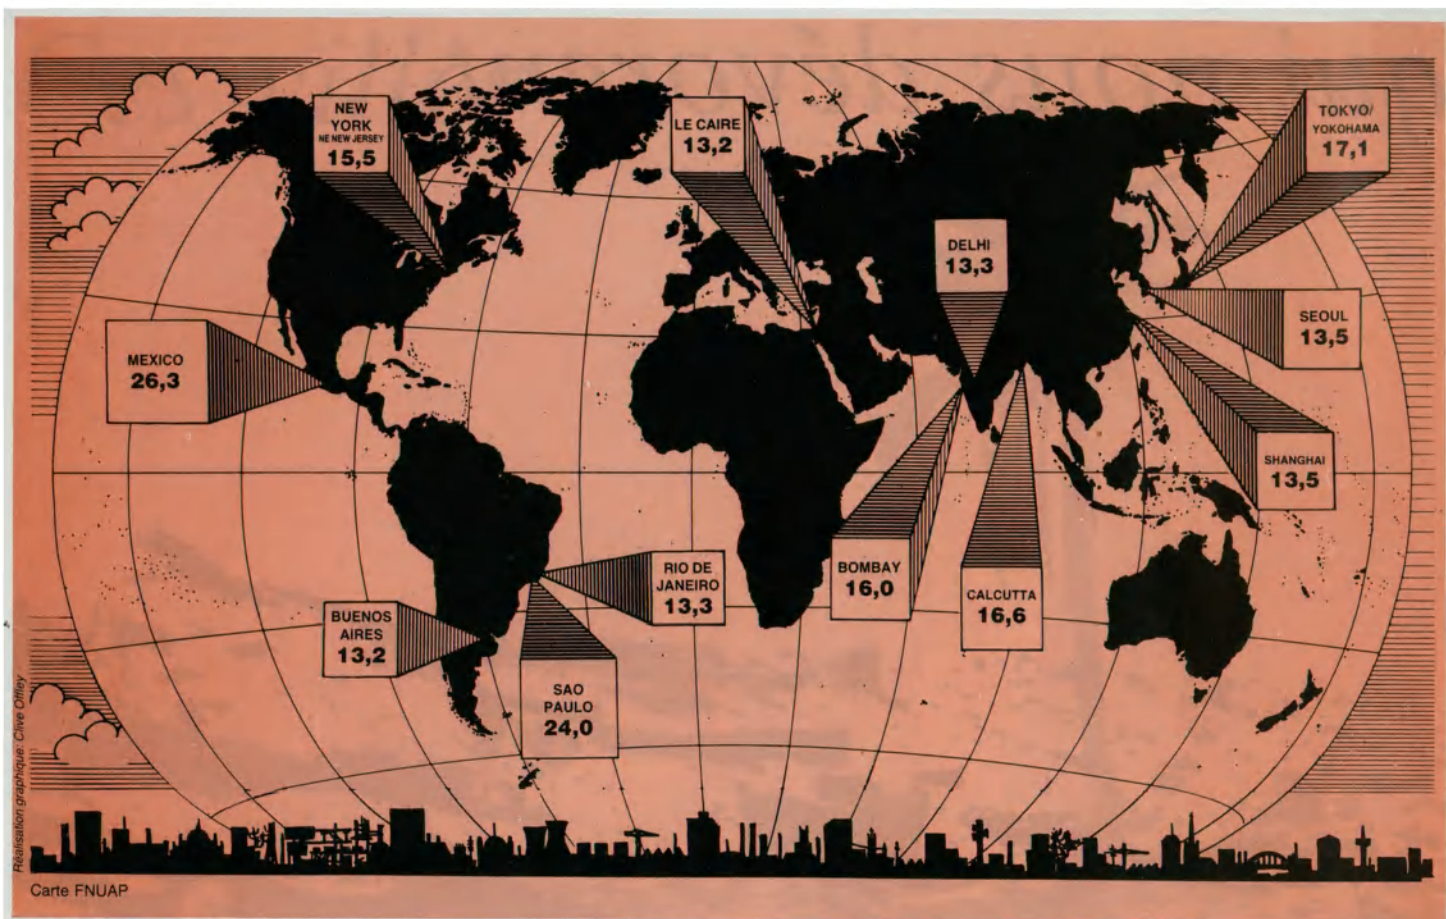 NEW
YORK
NE NEW JERSEY
15,5
LE CAIRE
13,2
TOKYO/
YOKOHAMA
17,1
DELHI
13,3
SEOUL
13,5
MEXICO
26,3
SHANGHAI
13,5
BOMBAY
16,0
CALCUTTA
16,6
RIO DE
JANEIRO
13,3
BUENOS
AIRES
13,2
SAO
PAULO
24,0
Réalisation graphique: Clive Offley
Carte FNUAP